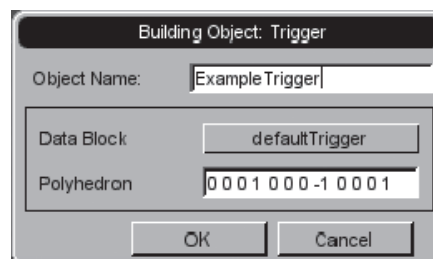 Building Object: Trigger
Object Name: ExampleTrigger
Data Block defaultTrigger
Polyhedron 0 0 0 1 0 0 0 -1 0 0 0 1
OK Cancel